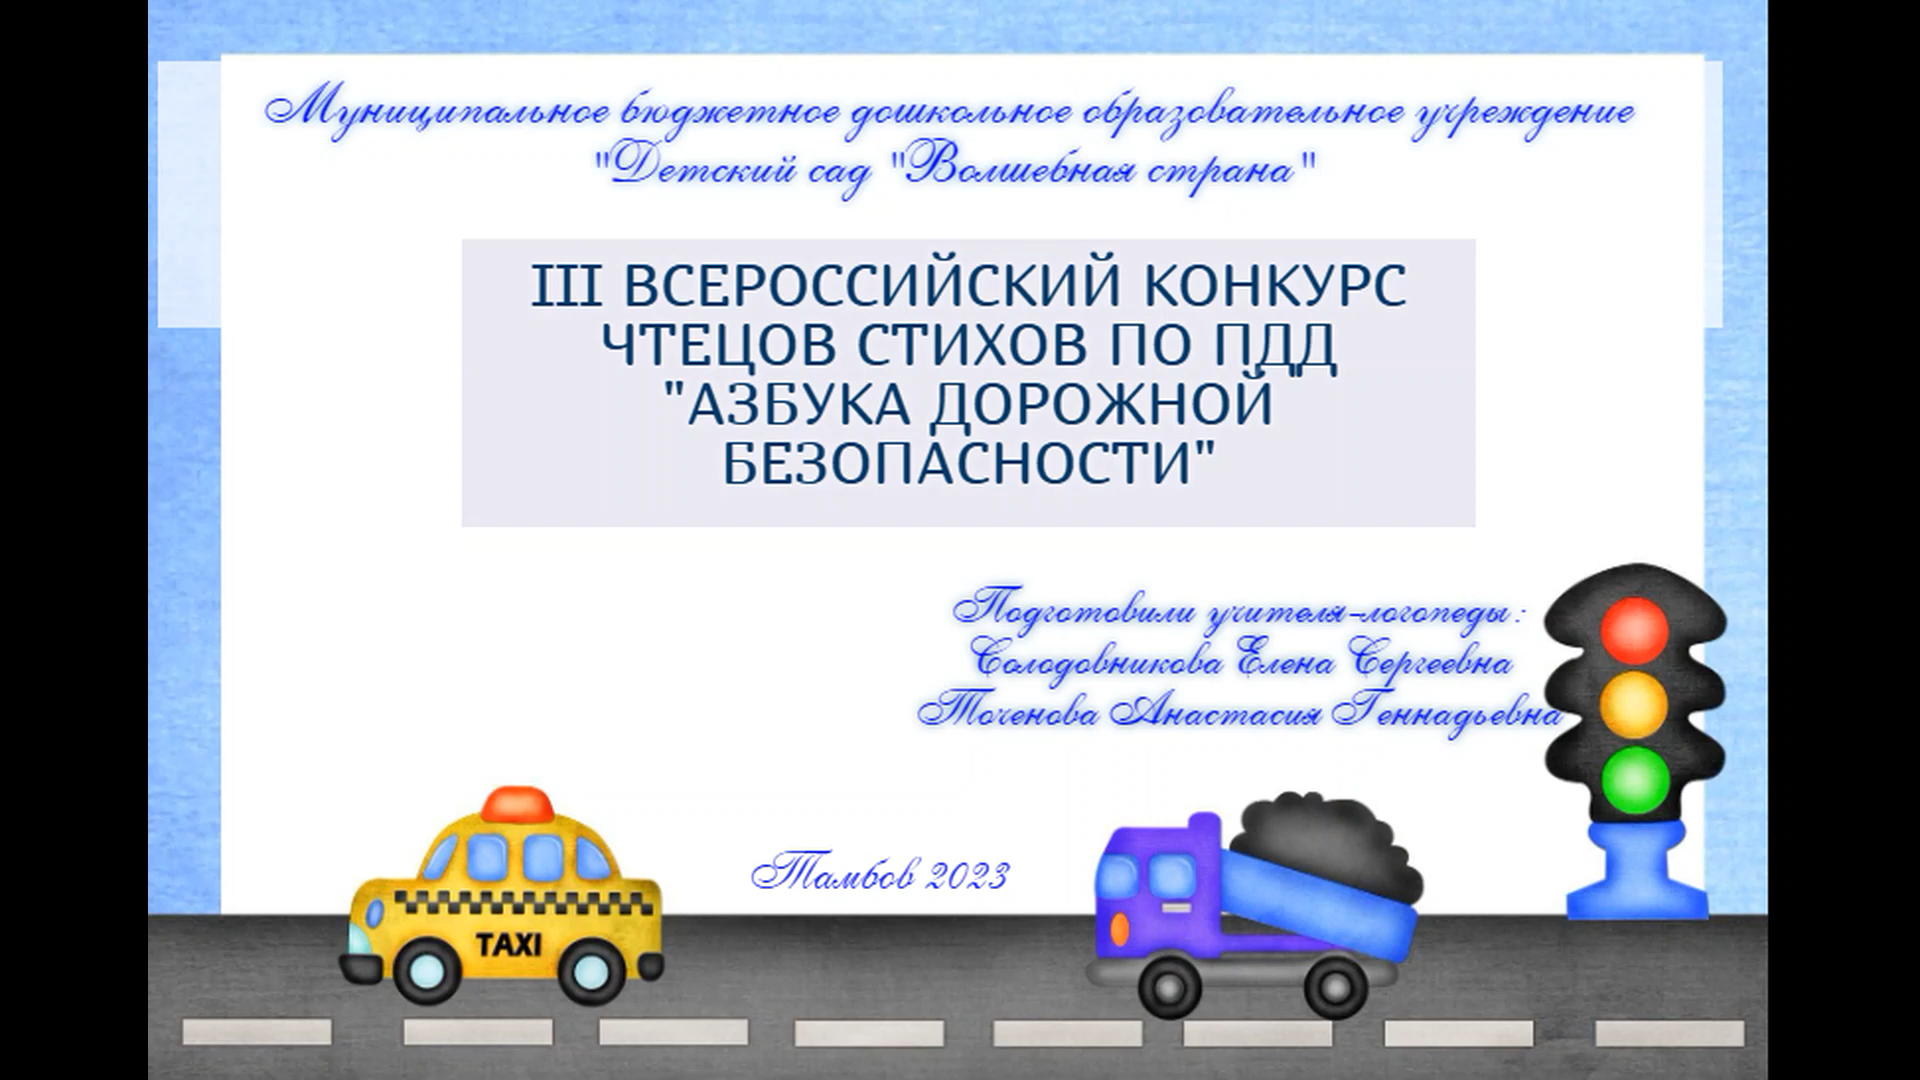 Муниципальное бюджетное дошкольное образовательное учреждение
"Детский сад "Волшебная страна"
III ВСЕРОССИЙСКИЙ КОНКУРС
ЧТЕЦОВ СТИХОВ ПО ПДД
"АЗБУКА ДОРОЖНОЙ
БЕЗОПАСНОСТИ"
Подготовили учителя-логопеды:
Солодовникова Елена Сергеевна
Точенова Анастасия Геннадьевна
Тамбов 2023
TAXI